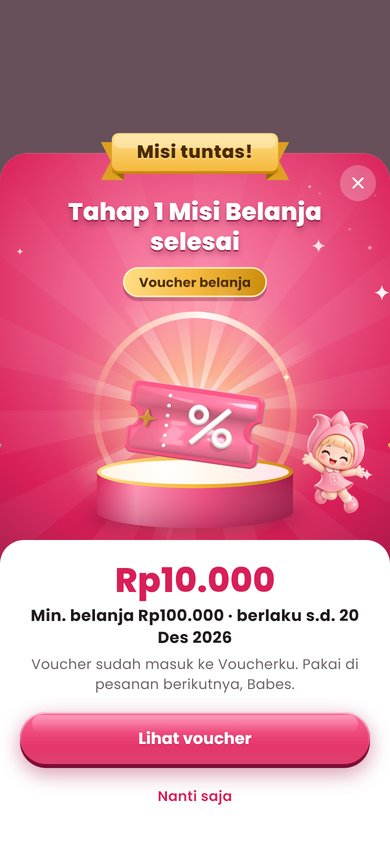 Misi tuntas!
Tahap 1 Misi Belanja
selesai
Voucher belanja
%
B
Rp10.000
Min. belanja Rp100.000 · berlaku s.d. 20
Des 2026
Voucher sudah masuk ke Voucherku. Pakai di
pesanan berikutnya, Babes.
Lihat voucher
Nanti saja